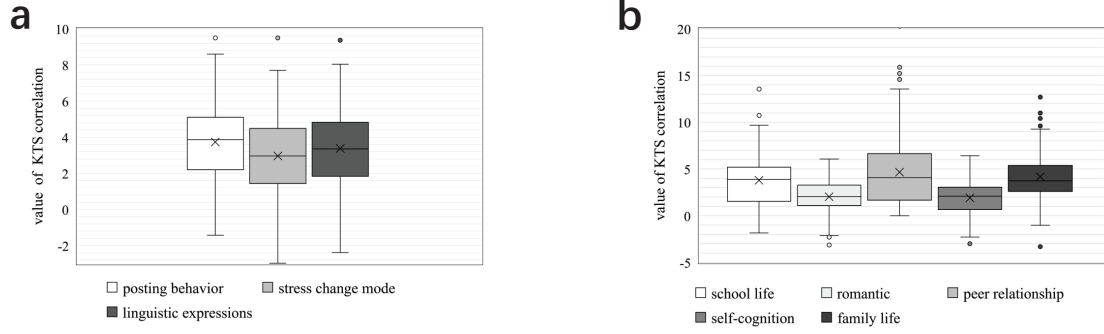 a
value of KTS correlation
10
8
6
4
2
0
-2
posting behavior
stress change mode
linguistic expressions
b
value of KTS correlation
20
15
10
5
0
-5
school life
romantic
peer relationship
self-cognition
family life